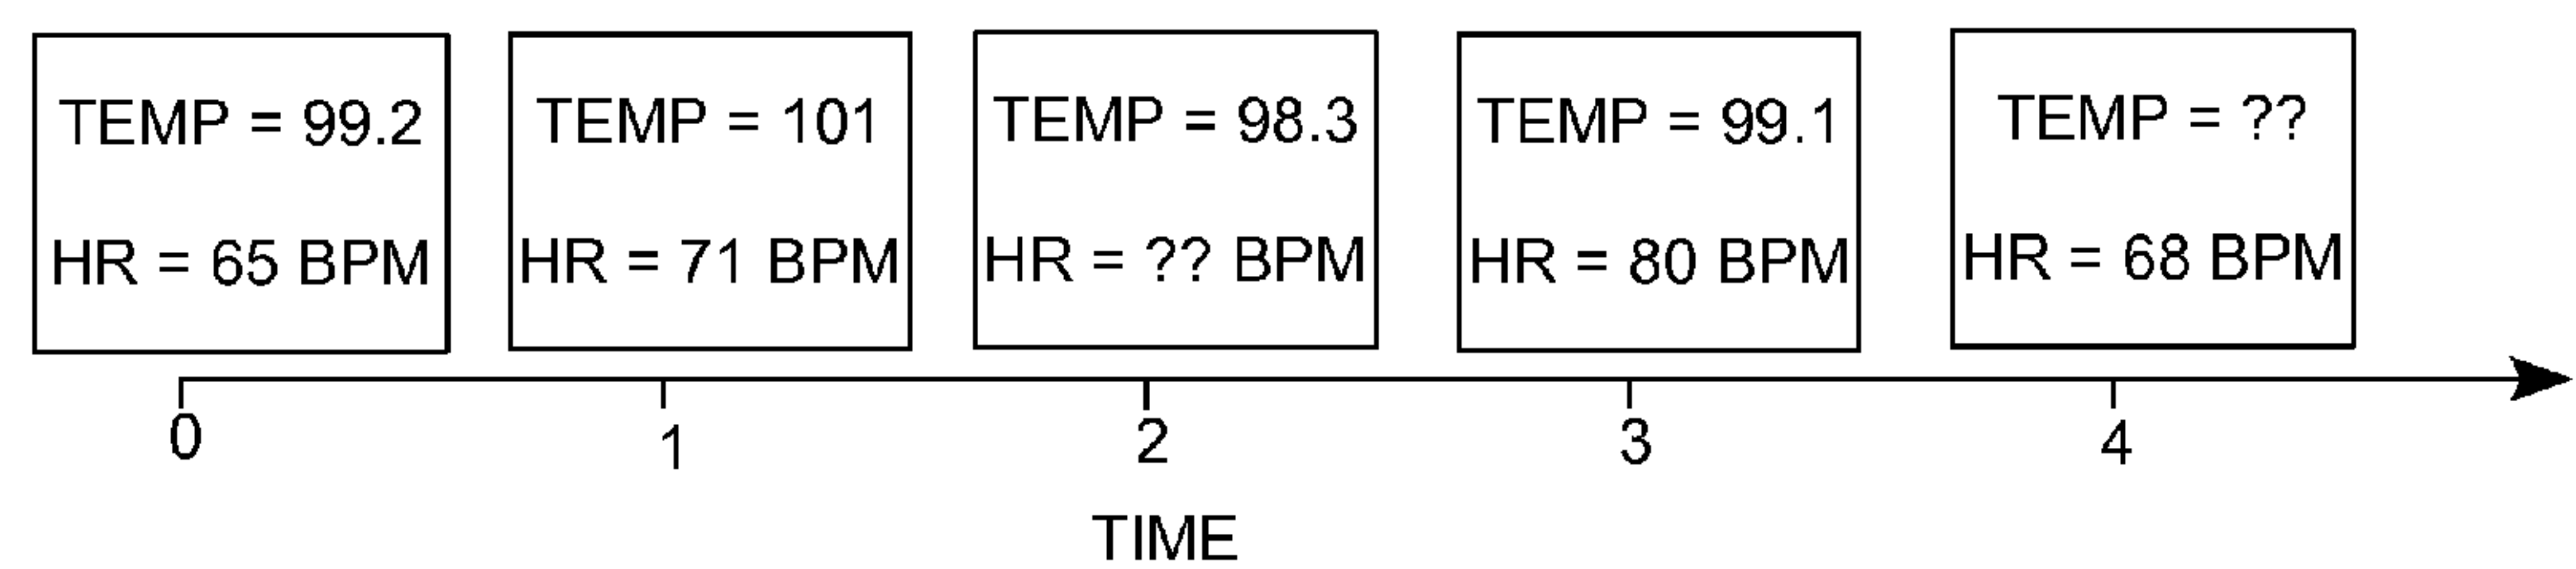 TEMP = 99.2
HR = 65 BPM
TEMP = 101
HR = 71 BPM
TEMP = 98.3
HR = ?? BPM
TEMP = 99.1
HR = 80 BPM
TEMP = ??
HR = 68 BPM
0
1
2
3
4
TIME